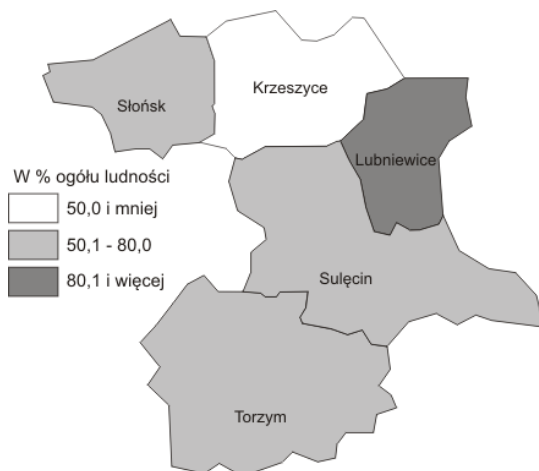 Krzeszyce
Słońsk
Lubniewice
W % ogółu ludności
50,0 i mniej
50,1 - 80,0
80,1 i więcej
Sulęcin
Torzym